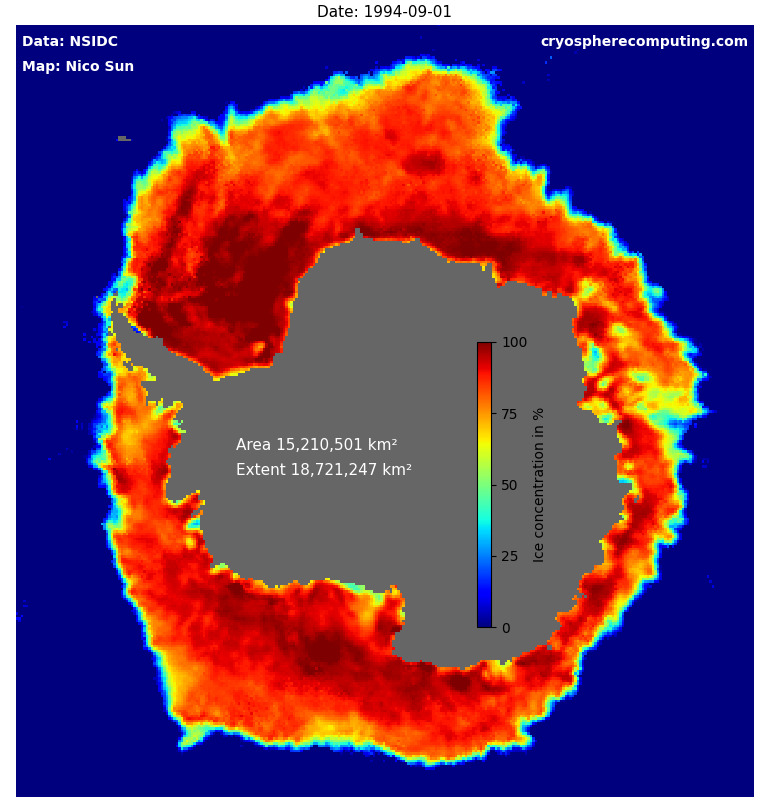 Date: 1994-09-01
Data: NSIDC
cryospherecomputing.com
Map: Nico Sun
100
75
50
25
0
Ice concentration in %
Area 15,210,501 km²
Extent 18,721,247 km²